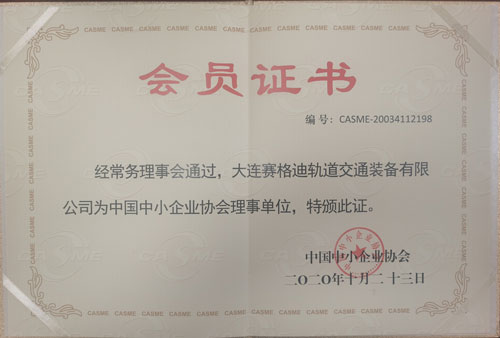 会员证书
编号：CASME-20034112198
经常务理事会通过，大连赛格迪轨道交通装备有限
公司为中国中小企业协会理事单位，特颁此证。
中国中小企业协会
二〇二〇年十月二十三日